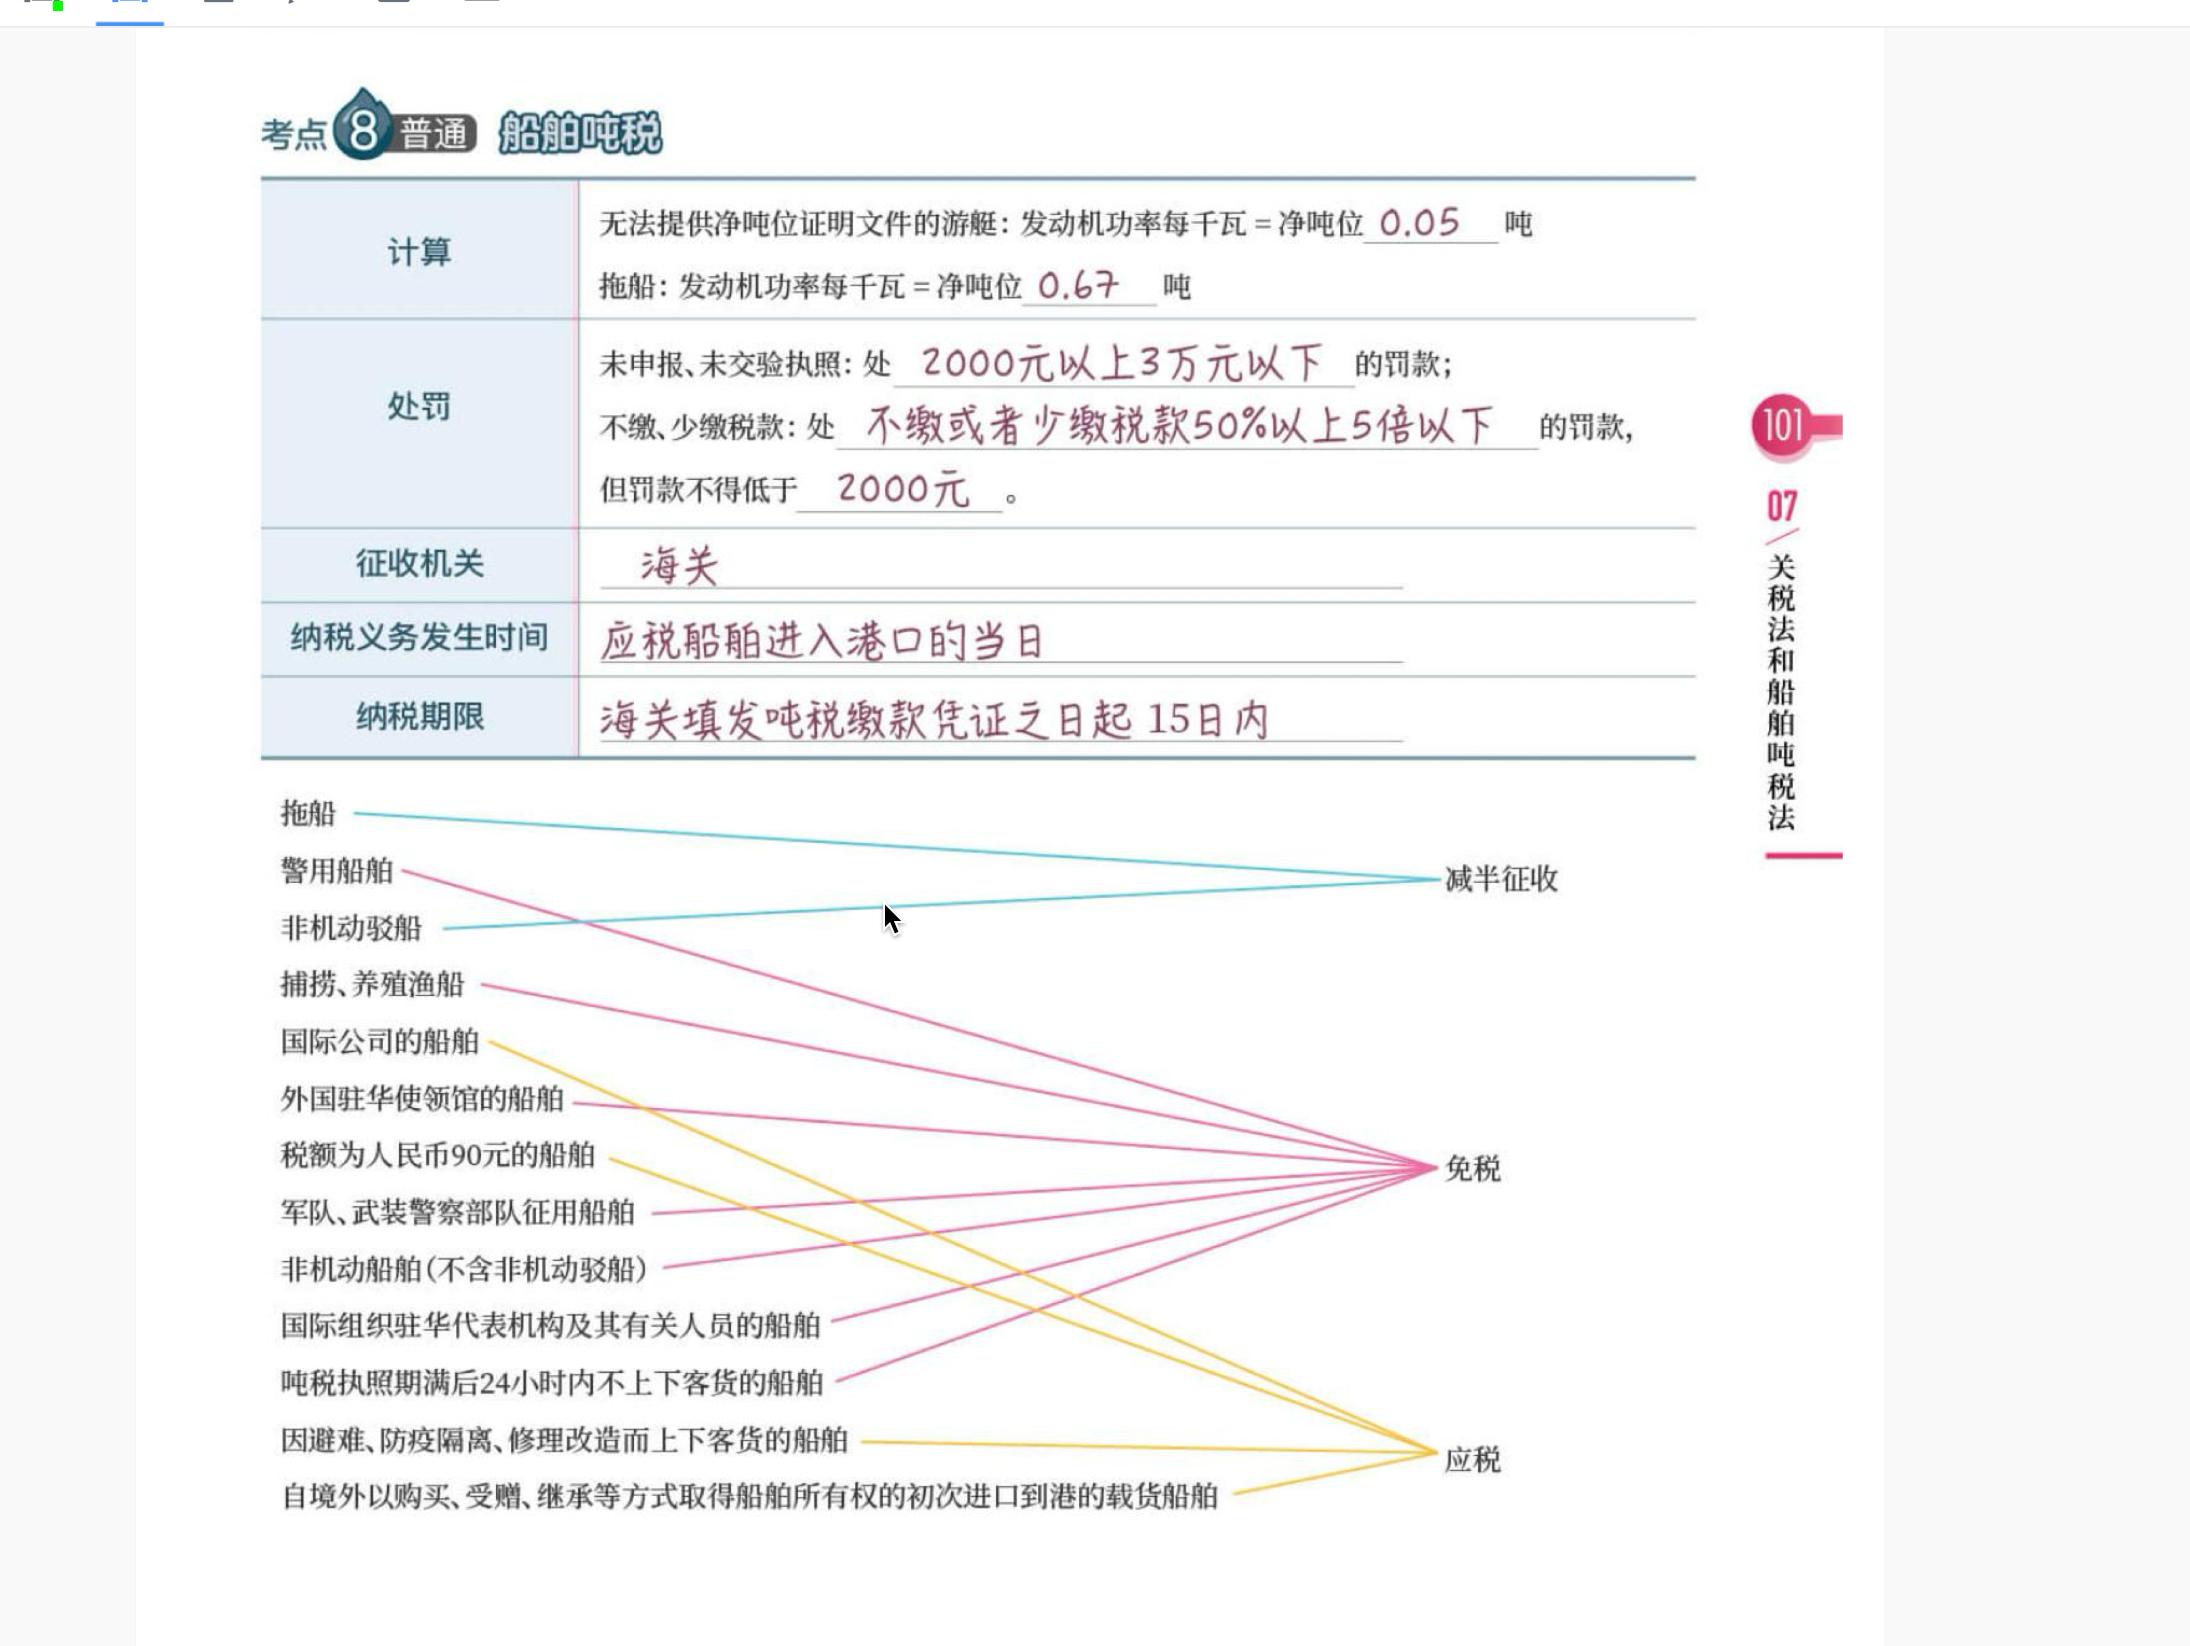 考点8普通 船舶吨税
计算
无法提供净吨位证明文件的游艇：发动机功率每千瓦＝净吨位 0.05 吨
拖船：发动机功率每千瓦＝净吨位 0.67 吨
处罚
未申报、未交验执照：处 2000元以上3万元以下 的罚款；
不缴、少缴税款：处 不缴或者少缴税款50%以上5倍以下 的罚款，
但罚款不得低于 2000元 。
征收机关
海关
纳税义务发生时间
应税船舶进入港口的当日
纳税期限
海关填发吨税缴款凭证之日起 15日内
拖船
警用船舶
非机动驳船
捕捞、养殖渔船
国际公司的船舶
外国驻华使领馆的船舶
税额为人民币90元的船舶
军队、武装警察部队征用船舶
非机动船舶（不含非机动驳船）
国际组织驻华代表机构及其有关人员的船舶
吨税执照期满后24小时内不上下客货的船舶
因避难、防疫隔离、修理改造而上下客货的船舶
自境外以购买、受赠、继承等方式取得船舶所有权的初次进口到港的载货船舶
减半征收
免税
应税
101
07
关税法和船舶吨税法